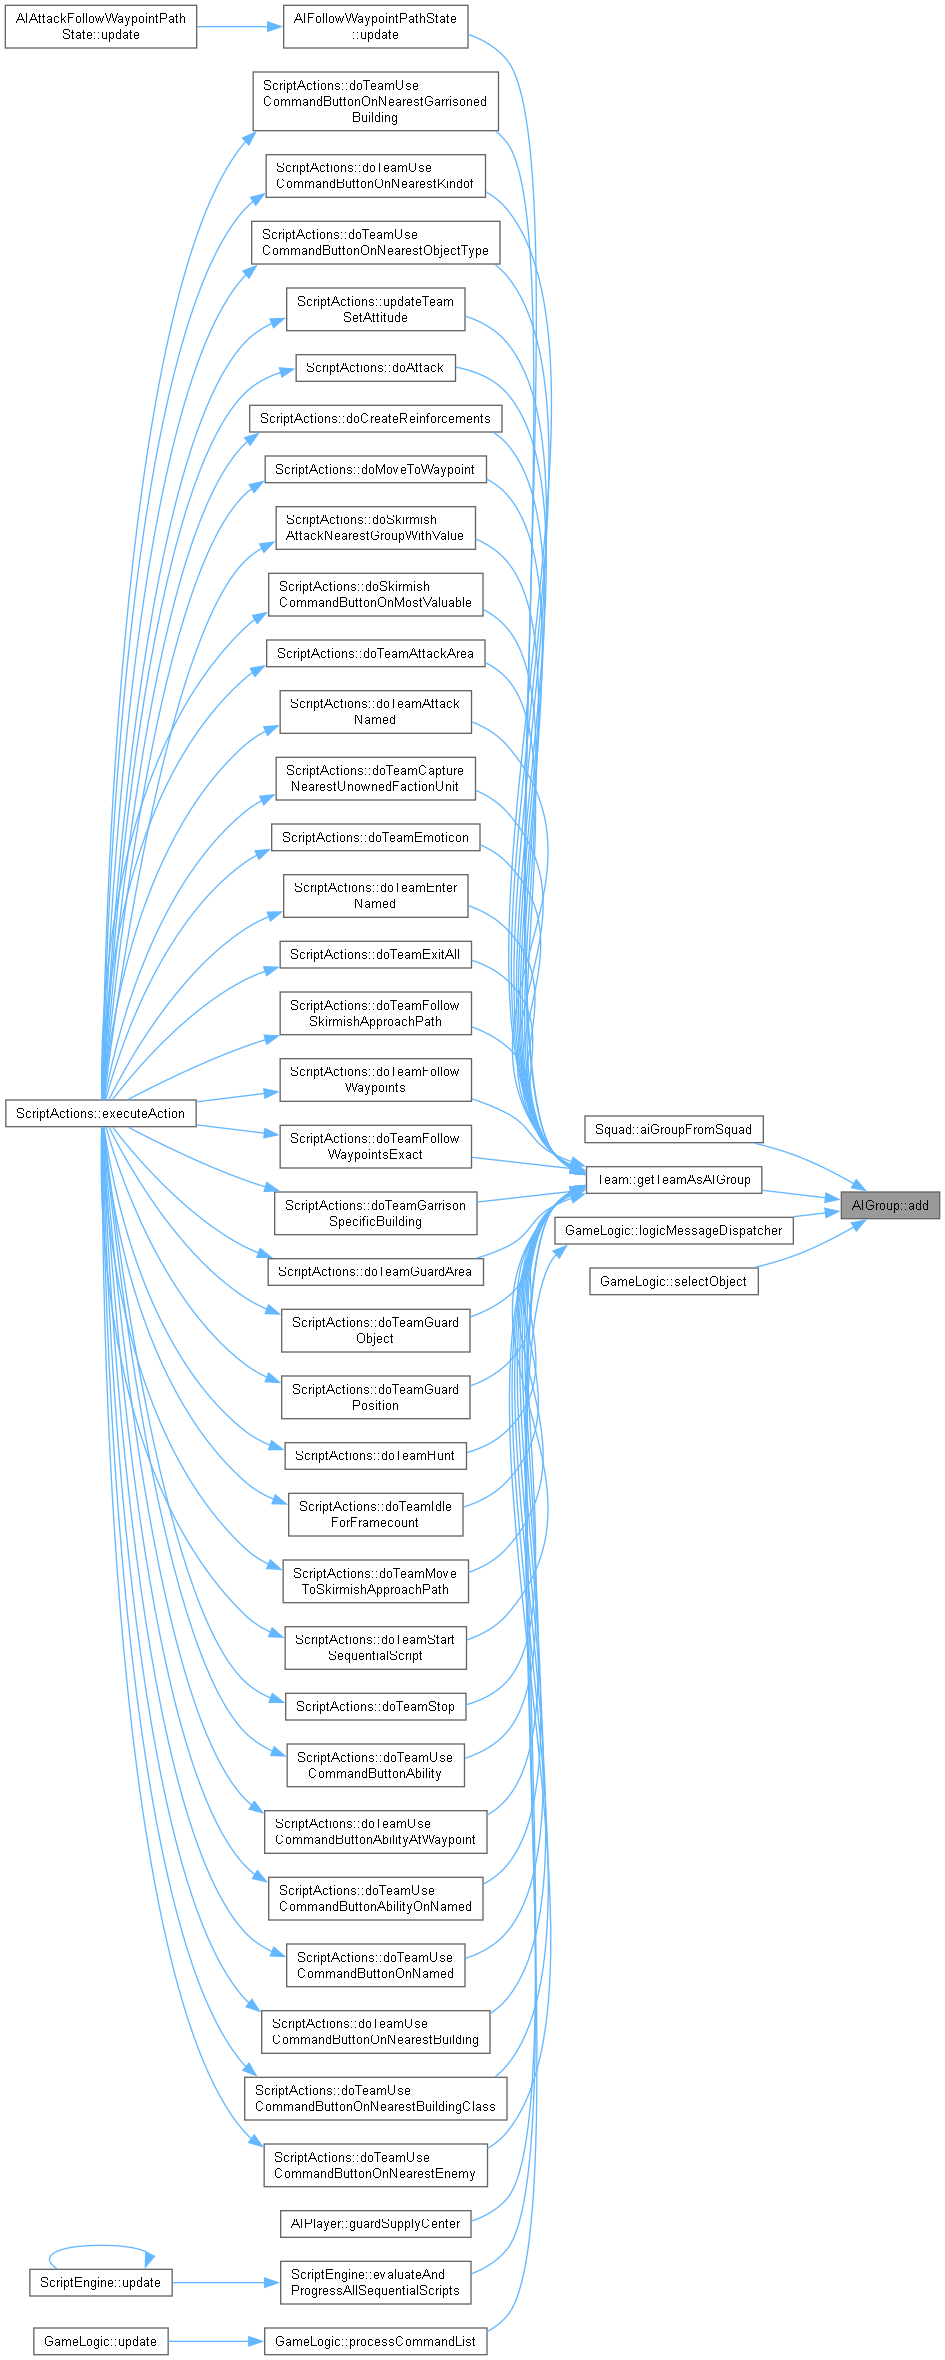 AIAttackFollowWaypointPath
State::update
AIFollowWaypointPathState
::update
ScriptActions::doTeamUse
CommandButtonOnNearestGarrisoned
Building
ScriptActions::doTeamUse
CommandButtonOnNearestKindof
ScriptActions::doTeamUse
CommandButtonOnNearestObjectType
ScriptActions::updateTeam
SetAttitude
ScriptActions::doAttack
ScriptActions::doCreateReinforcements
ScriptActions::doMoveToWaypoint
ScriptActions::doSkirmish
AttackNearestGroupWithValue
ScriptActions::doSkirmish
CommandButtonOnMostValuable
ScriptActions::doTeamAttackArea
ScriptActions::doTeamAttack
Named
ScriptActions::doTeamCapture
NearestUnownedFactionUnit
ScriptActions::doTeamEmoticon
ScriptActions::doTeamEnter
Named
ScriptActions::doTeamExitAll
ScriptActions::doTeamFollow
SkirmishApproachPath
ScriptActions::doTeamFollow
Waypoints
ScriptActions::executeAction
ScriptActions::doTeamFollow
WaypointsExact
ScriptActions::doTeamGarrison
SpecificBuilding
ScriptActions::doTeamGuardArea
ScriptActions::doTeamGuard
Object
ScriptActions::doTeamGuard
Position
ScriptActions::doTeamHunt
ScriptActions::doTeamIdle
ForFramecount
ScriptActions::doTeamMove
ToSkirmishApproachPath
ScriptActions::doTeamStart
SequentialScript
ScriptActions::doTeamStop
ScriptActions::doTeamUse
CommandButtonAbility
ScriptActions::doTeamUse
CommandButtonAbilityAtWaypoint
ScriptActions::doTeamUse
CommandButtonAbilityOnNamed
ScriptActions::doTeamUse
CommandButtonOnNamed
ScriptActions::doTeamUse
CommandButtonOnNearestBuilding
ScriptActions::doTeamUse
CommandButtonOnNearestBuildingClass
ScriptActions::doTeamUse
CommandButtonOnNearestEnemy
AIPlayer::guardSupplyCenter
ScriptEngine::update
ScriptEngine::evaluateAnd
ProgressAllSequentialScripts
GameLogic::update
GameLogic::processCommandList
Squad::aiGroupFromSquad
Team::getTeamAsAIGroup
GameLogic::logicMessageDispatcher
GameLogic::selectObject
AIGroup::add